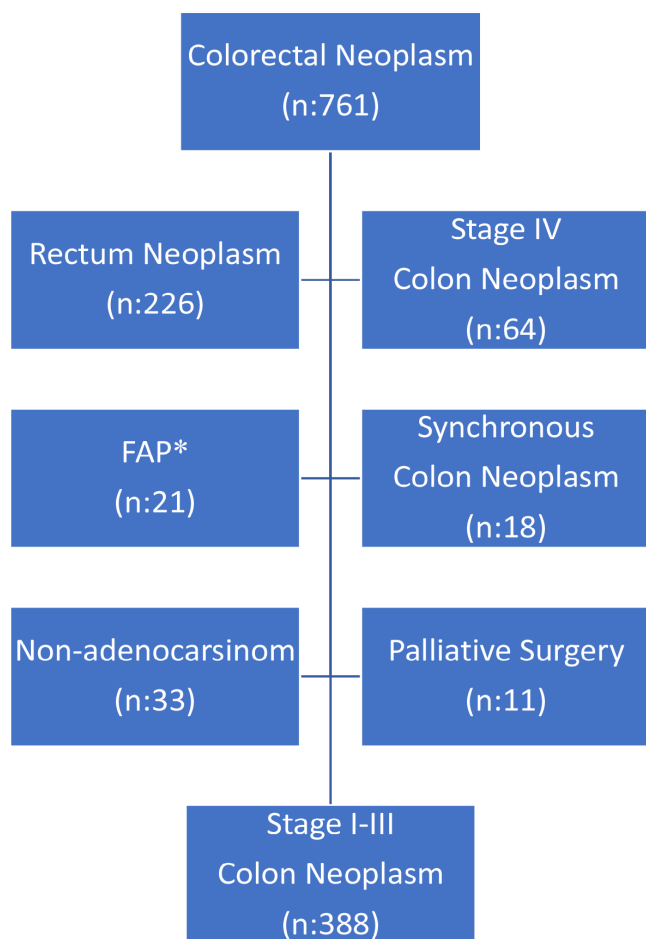 Colorectal Neoplasm
(n:761)
Rectum Neoplasm
(n:226)
Stage IV
Colon Neoplasm
(n:64)
FAP*
(n:21)
Synchronous
Colon Neoplasm
(n:18)
Non-adenocarsinom
(n:33)
Palliative Surgery
(n:11)
Stage I-III
Colon Neoplasm
(n:388)